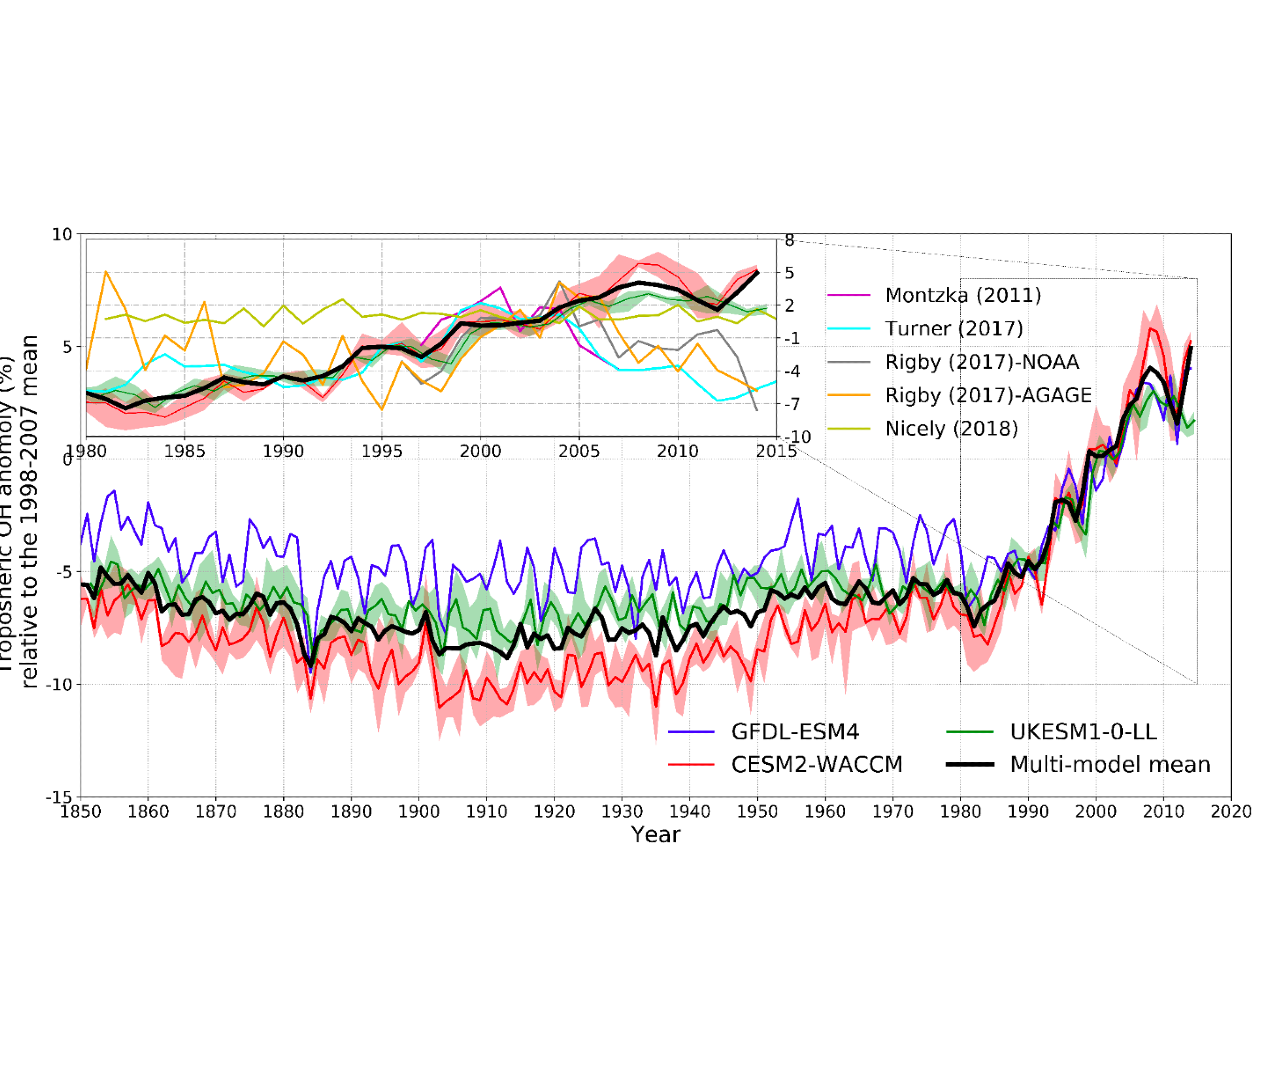 Tropospheric OH anomoly (%)
relative to the 1998-2007 mean
10
5
0
-5
-10
-15
8
5
2
-1
-4
-7
-10
1980 1985 1990 1995 2000 2005 2010 2015
Montzka (2011)
Turner (2017)
Rigby (2017)-NOAA
Rigby (2017)-AGAGE
Nicely (2018)
GFDL-ESM4
CESM2-WACCM
UKESM1-0-LL
Multi-model mean
1850 1860 1870 1880 1890 1900 1910 1920 1930 1940 1950 1960 1970 1980 1990 2000 2010 2020
Year